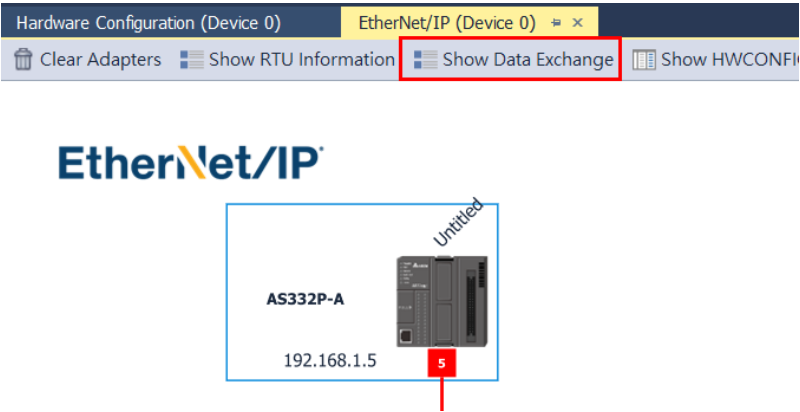 Hardware Configuration (Device 0) EtherNet/IP (Device 0)
Clear Adapters Show RTU Information Show Data Exchange Show HWCONFI
EtherNet/IP
Untitled
AS332P-A
192.168.1.5
5